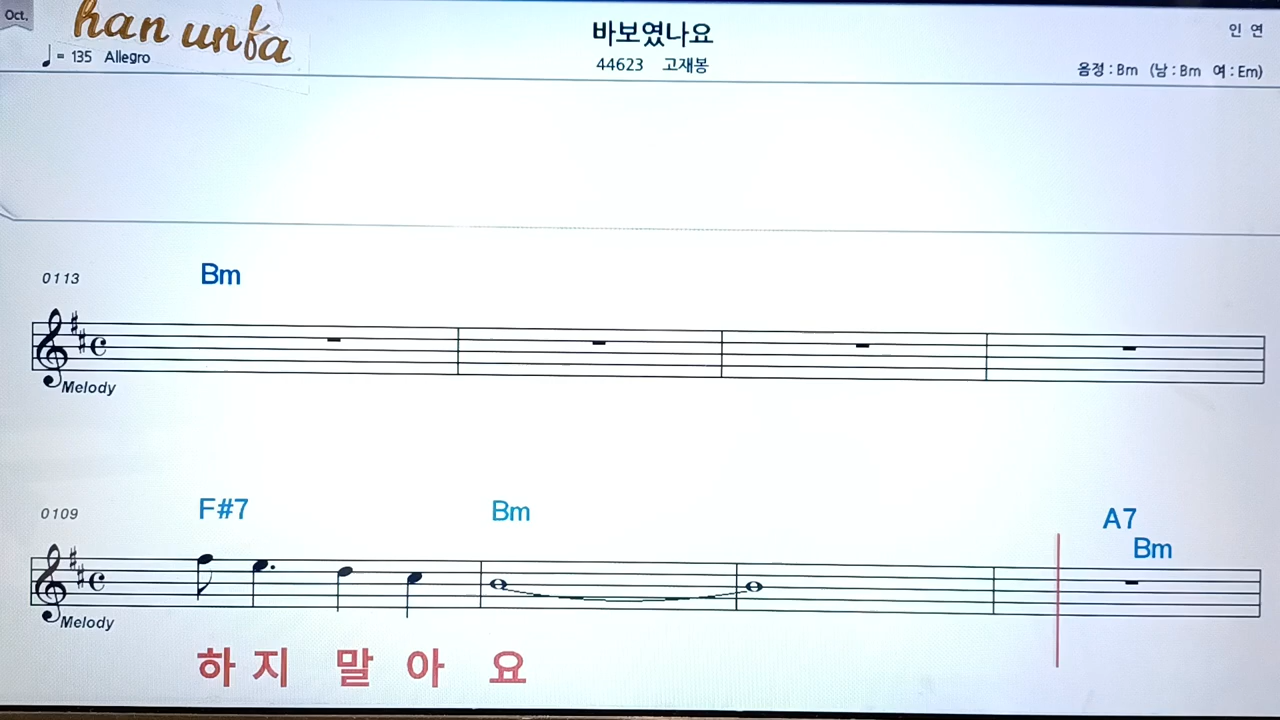 Oct.
han unfa
바보였나요
인 연
♩= 135 Allegro
44623 고재봉
음정 : Bm (남 : Bm 여 : Em)
0113
Bm
Melody
0109
F#7 Bm A7
Bm
Melody
하 지 말 아 요